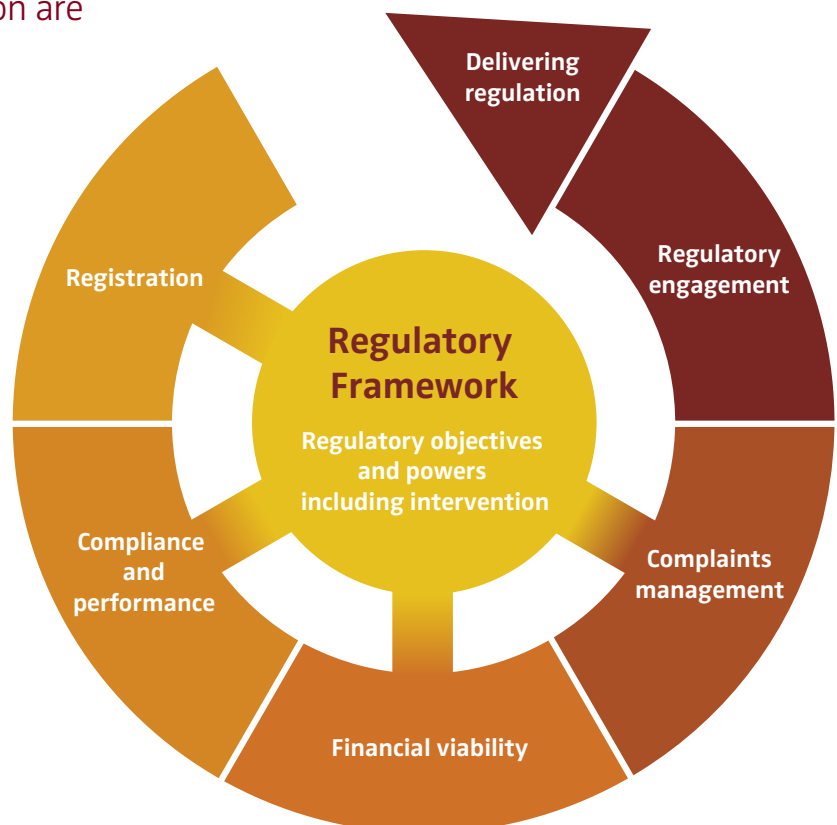 on are
Delivering
regulation
Regulatory
engagement
Registration
Regulatory
Framework
Regulatory objectives
and powers
including intervention
Compliance
and
performance
Complaints
management
Financial viability